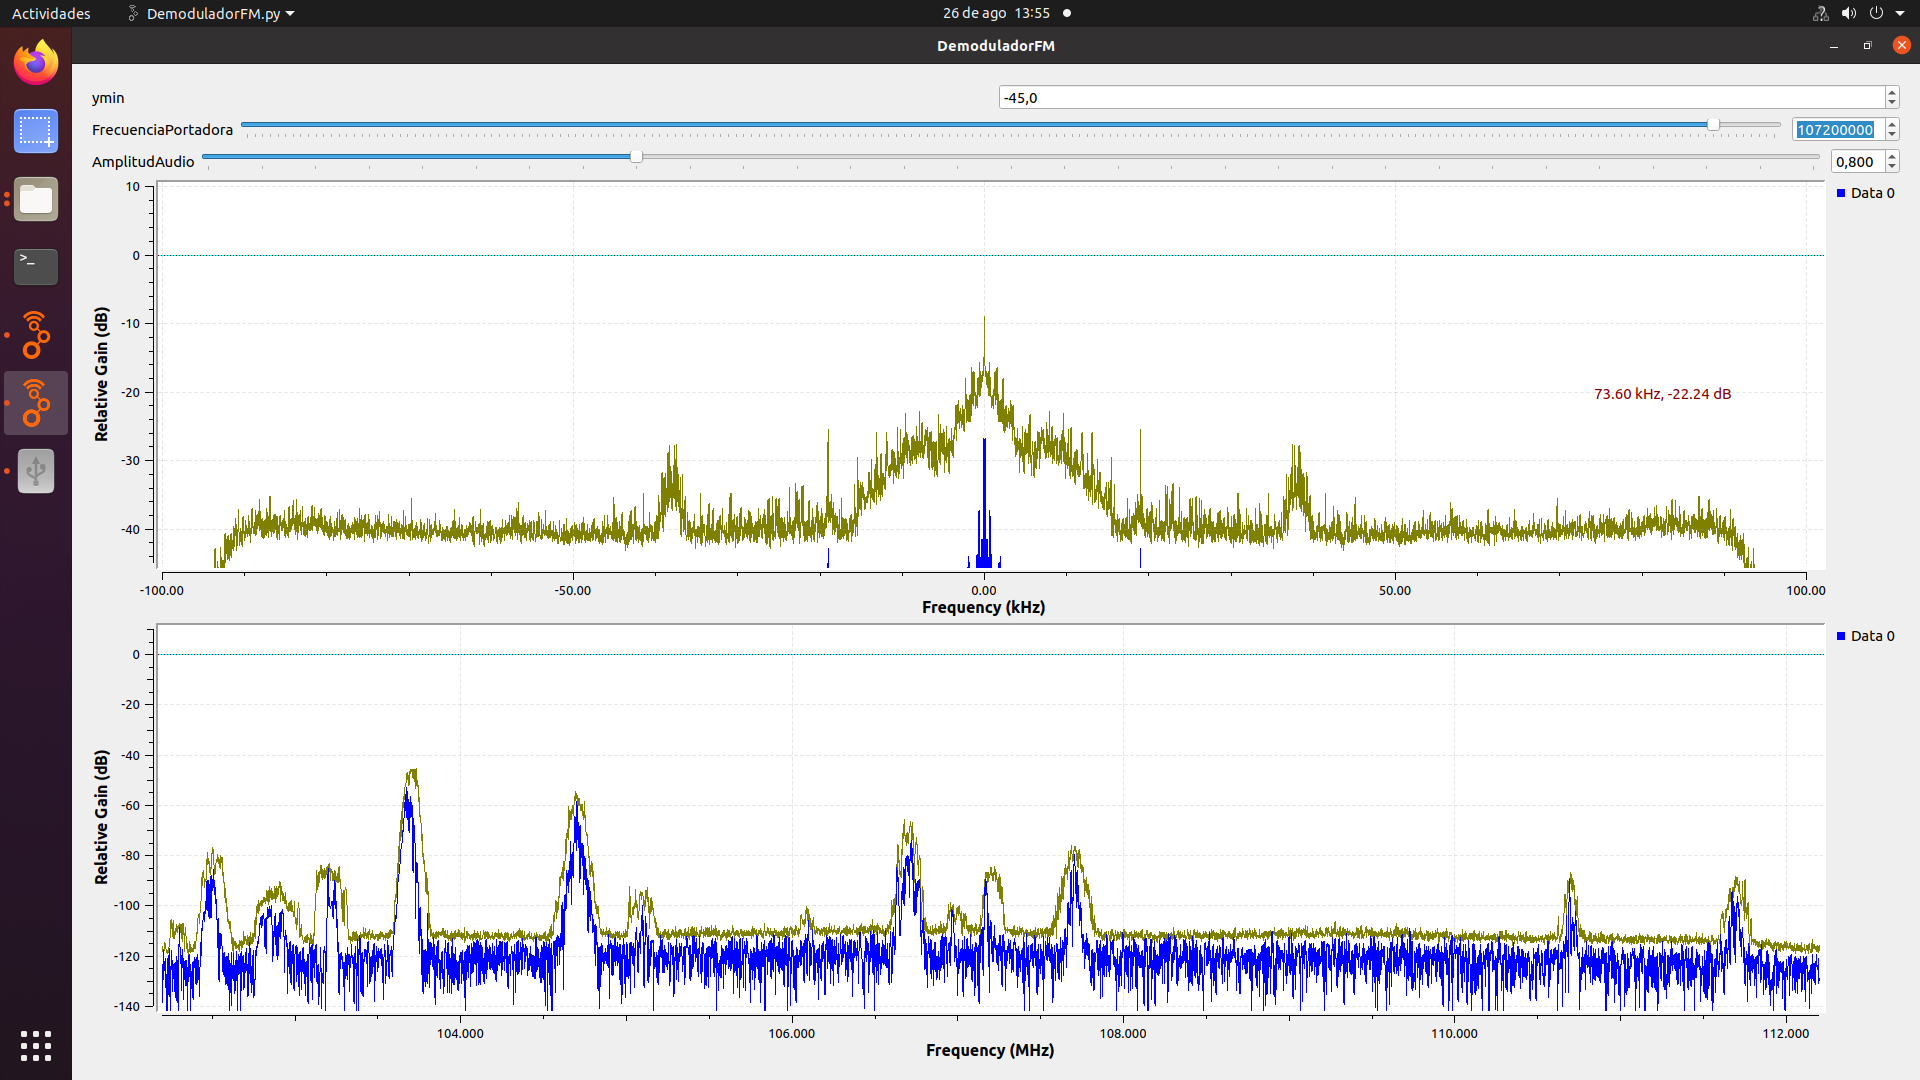 Actividades DemoduladorFM.py 26 de ago 13:55
DemoduladorFM
ymin -45,0
FrecuenciaPortadora 107200000
AmplitudAudio 0,800
10
0
-10
-20
-30
-40
Relative Gain (dB)
Data 0
73.60 kHz, -22.24 dB
-100.00 -50.00 0.00 50.00 100.00
Frequency (kHz)
0
-20
-40
-60
-80
-100
-120
-140
Relative Gain (dB)
Data 0
104.000 106.000 108.000 110.000 112.000
Frequency (MHz)